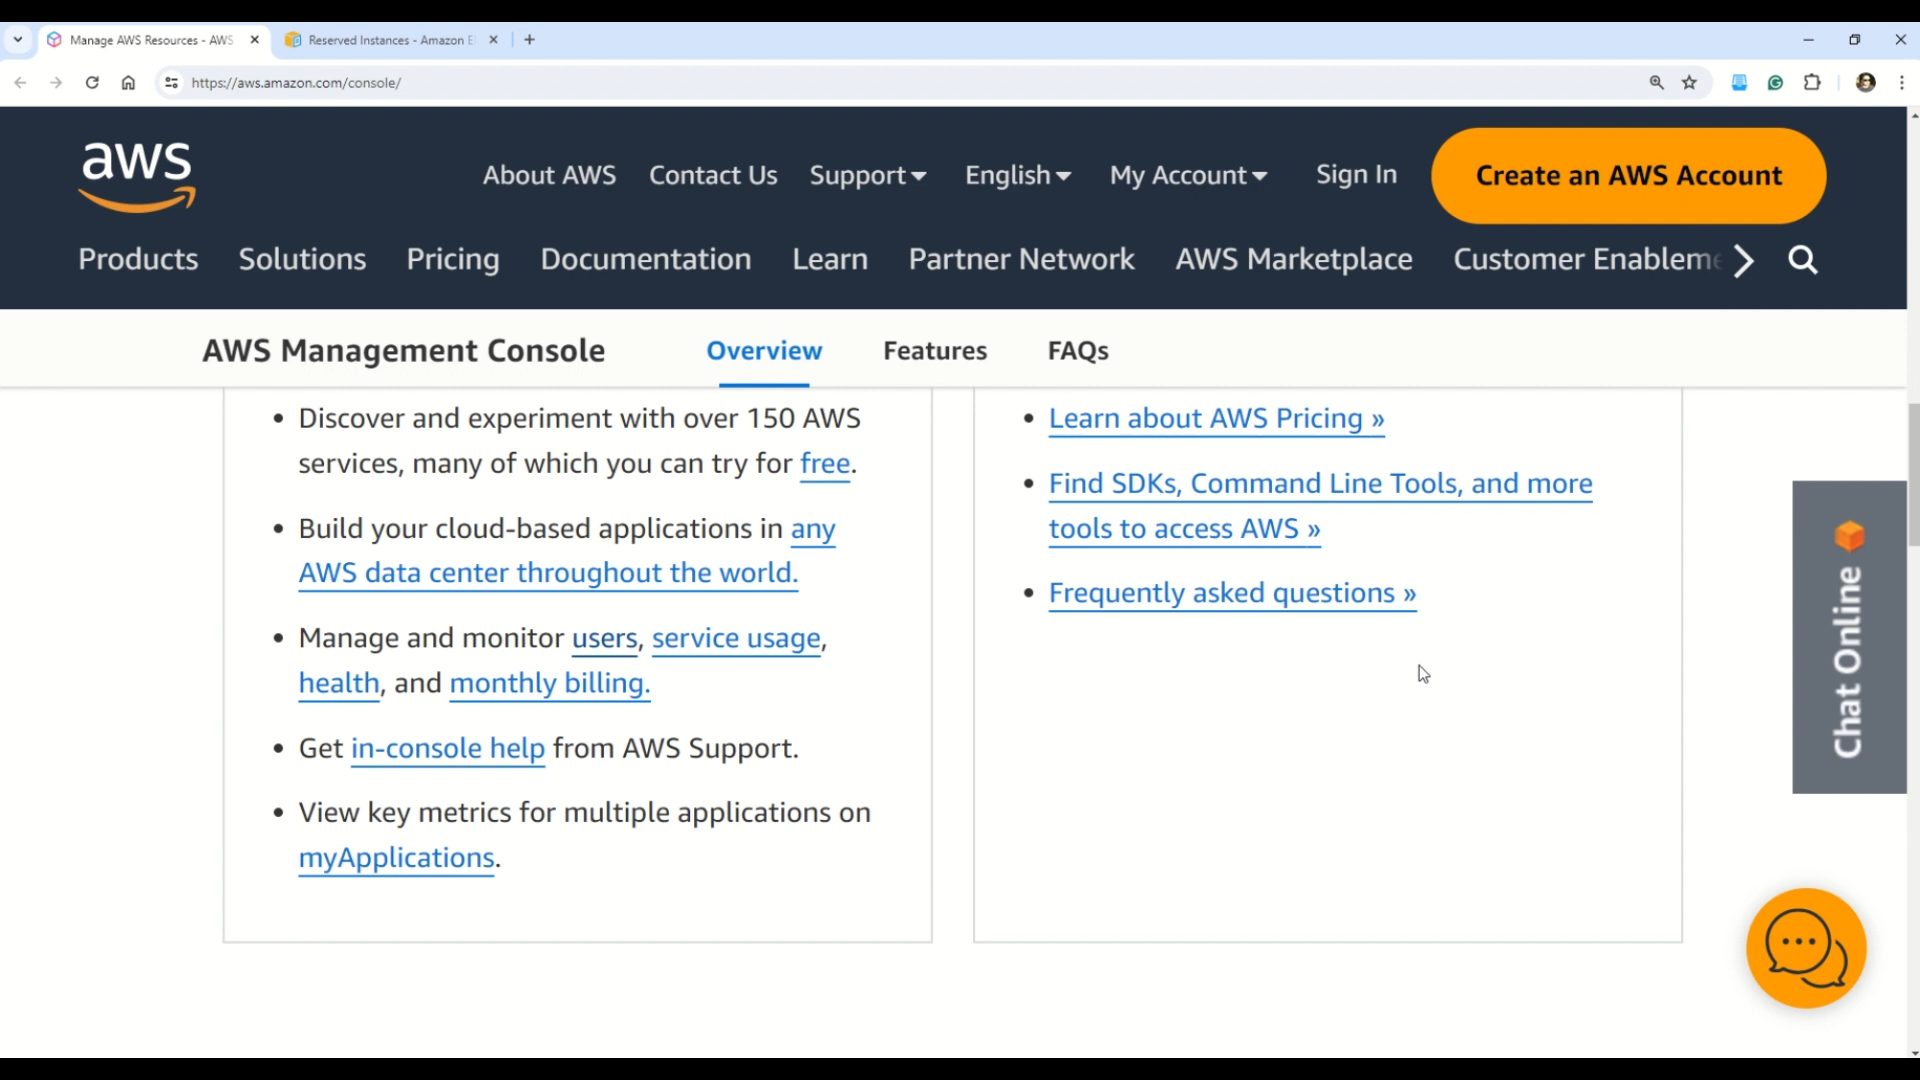 Manage AWS Resources - AWS
Reserved Instances - Amazon E
https://aws.amazon.com/console/
aws
About AWS
Contact Us
Support
English
My Account
Sign In
Create an AWS Account
Products
Solutions
Pricing
Documentation
Learn
Partner Network
AWS Marketplace
Customer Enableme
AWS Management Console
Overview
Features
FAQs
• Discover and experiment with over 150 AWS
services, many of which you can try for free.
• Build your cloud-based applications in any
AWS data center throughout the world.
• Manage and monitor users, service usage,
health, and monthly billing.
• Get in-console help from AWS Support.
• View key metrics for multiple applications on
myApplications.
• Learn about AWS Pricing »
• Find SDKs, Command Line Tools, and more
tools to access AWS »
• Frequently asked questions »
Chat Online